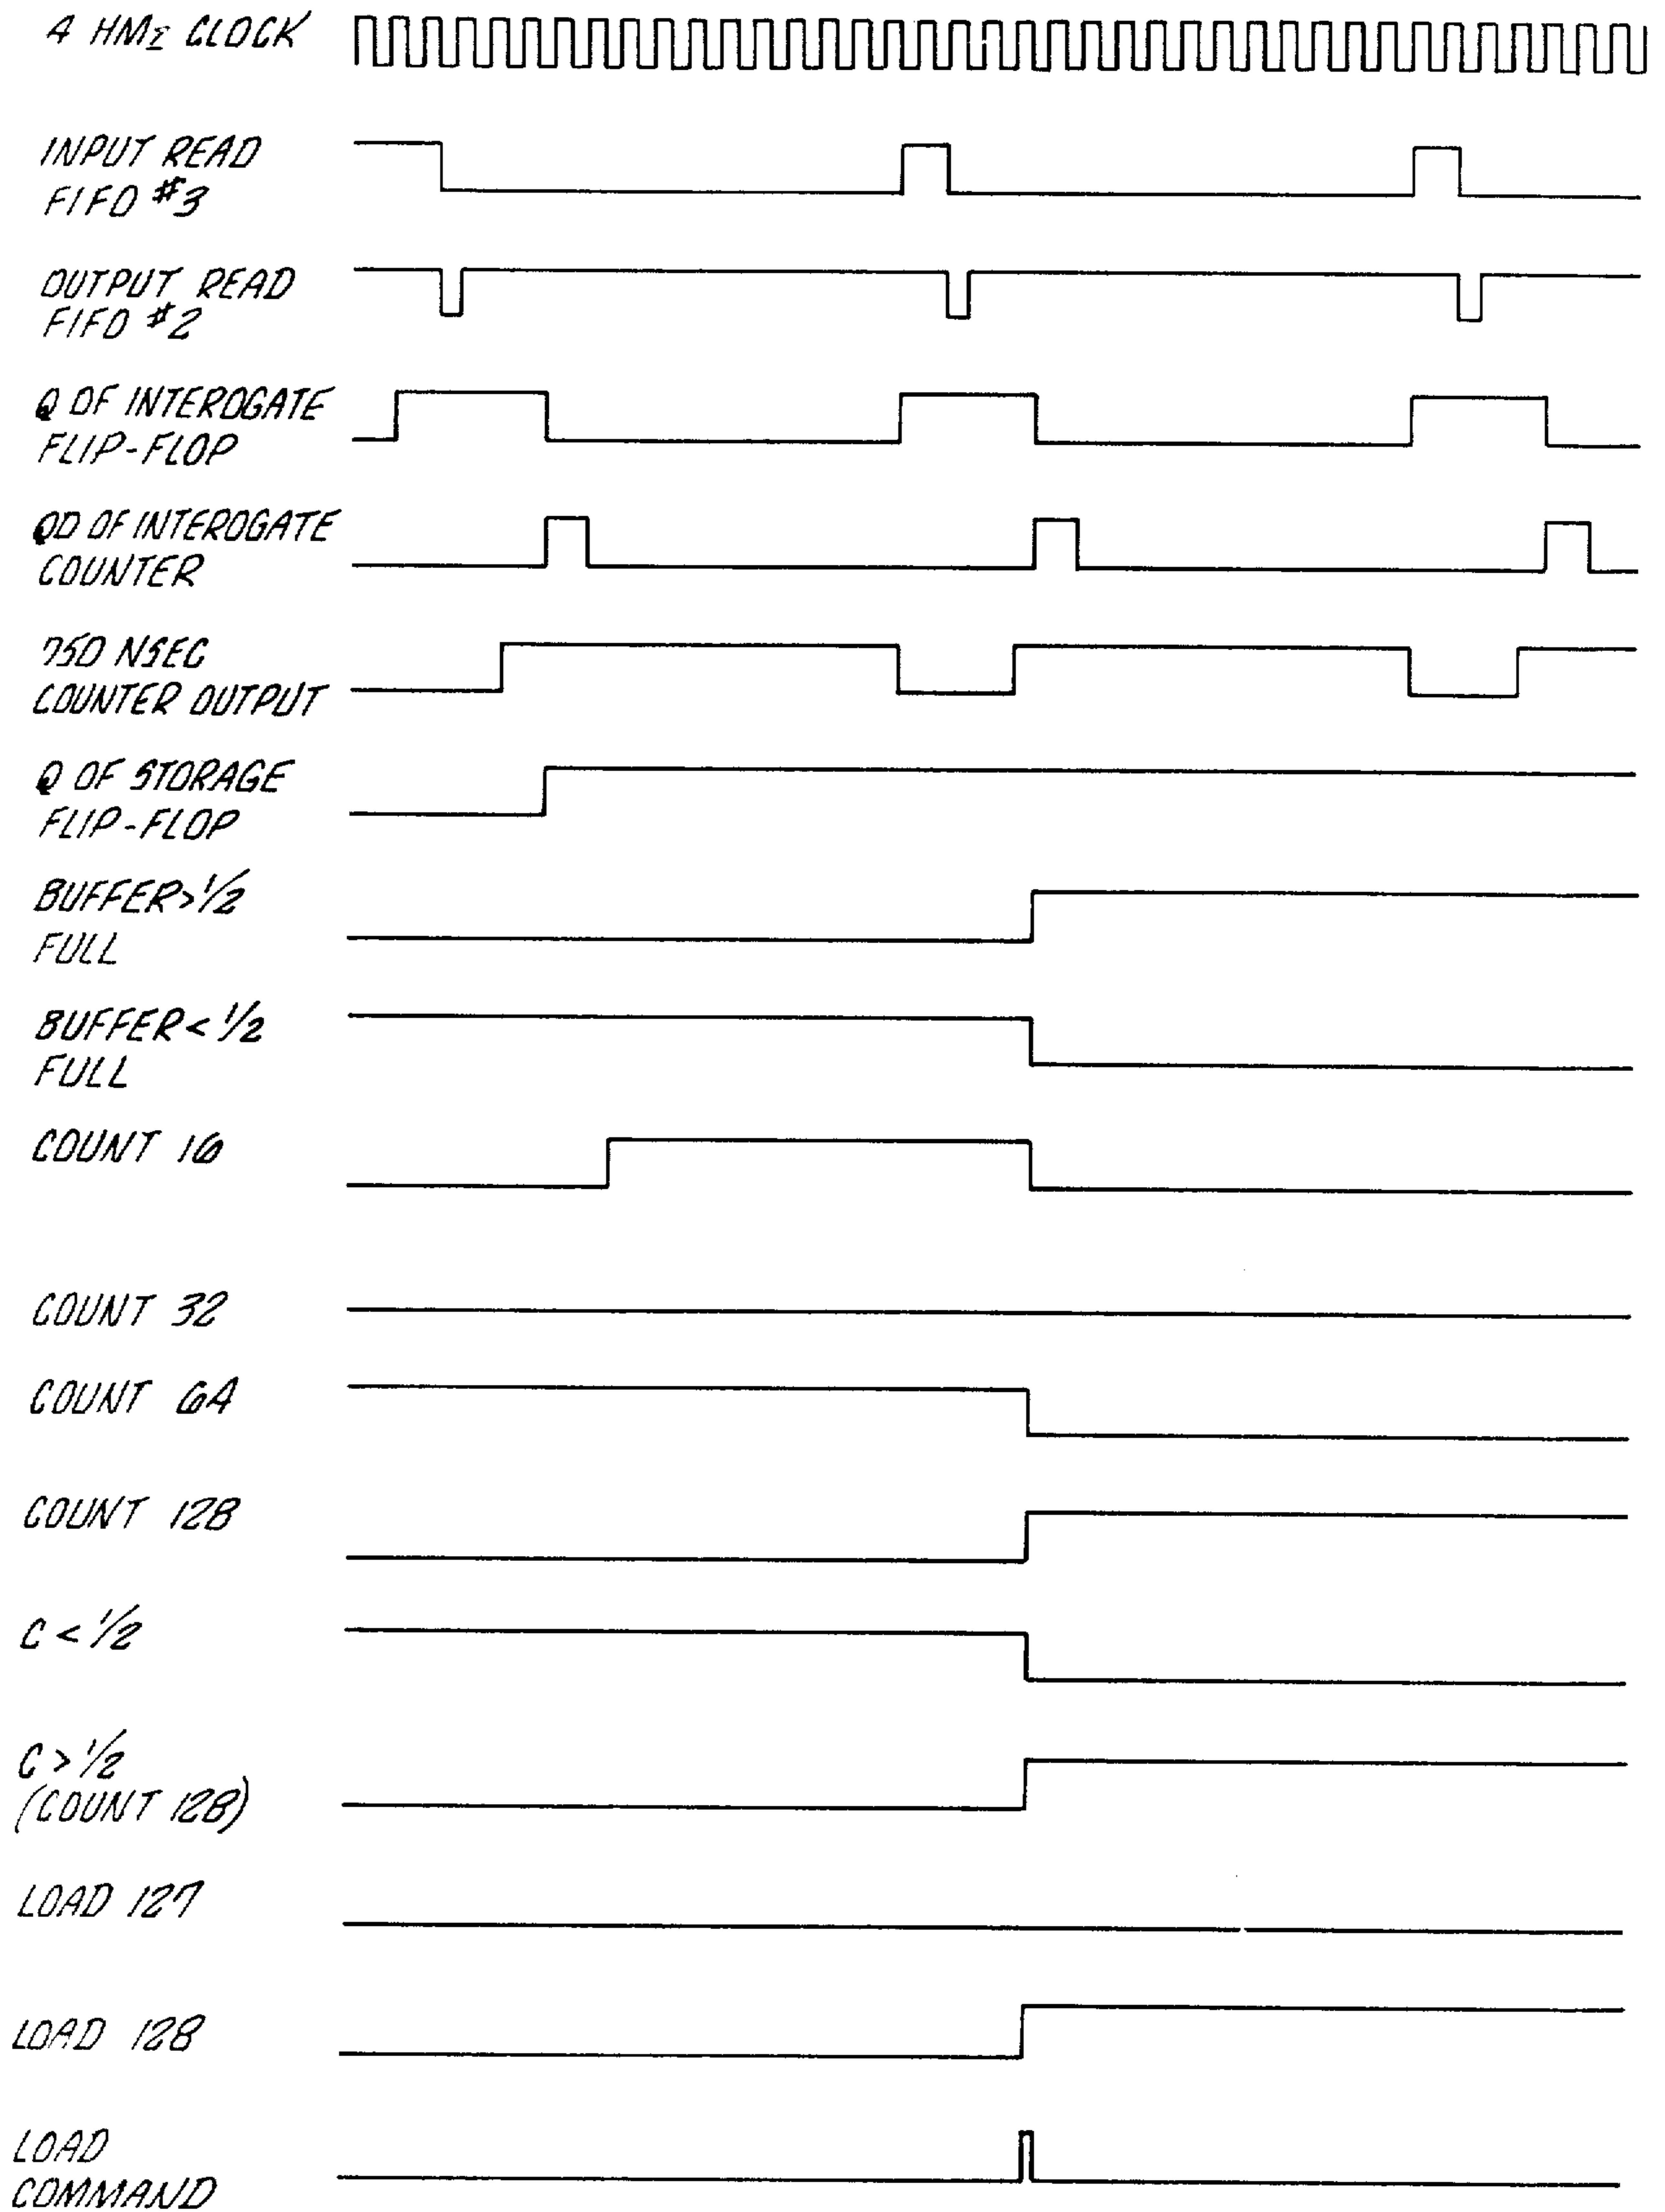 4 HMz CLOCK
INPUT READ
FIFO #3
OUTPUT READ
FIFO #2
Q OF INTEROGATE
FLIP-FLOP
QD OF INTEROGATE
COUNTER
750 NSEC
COUNTER OUTPUT
Q OF STORAGE
FLIP-FLOP
BUFFER>1/2
FULL
BUFFER<1/2
FULL
COUNT 16
COUNT 32
COUNT 64
COUNT 128
C < 1/2
C > 1/2
(COUNT 128)
LOAD 127
LOAD 128
LOAD
COMMAND